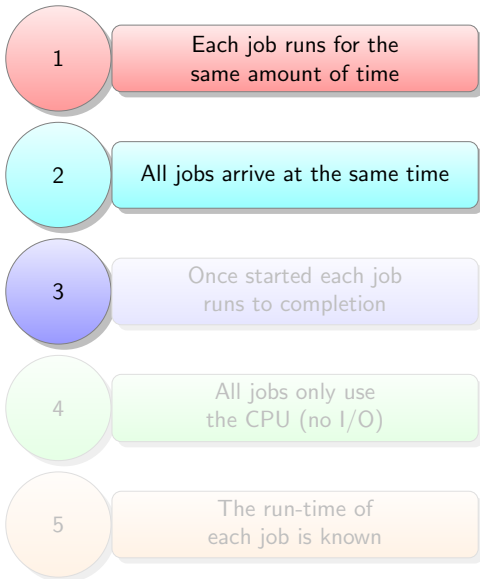 1
Each job runs for the
same amount of time
2
All jobs arrive at the same time
3
Once started each job
runs to completion
4
All jobs only use
the CPU (no I/O)
5
The run-time of
each job is known